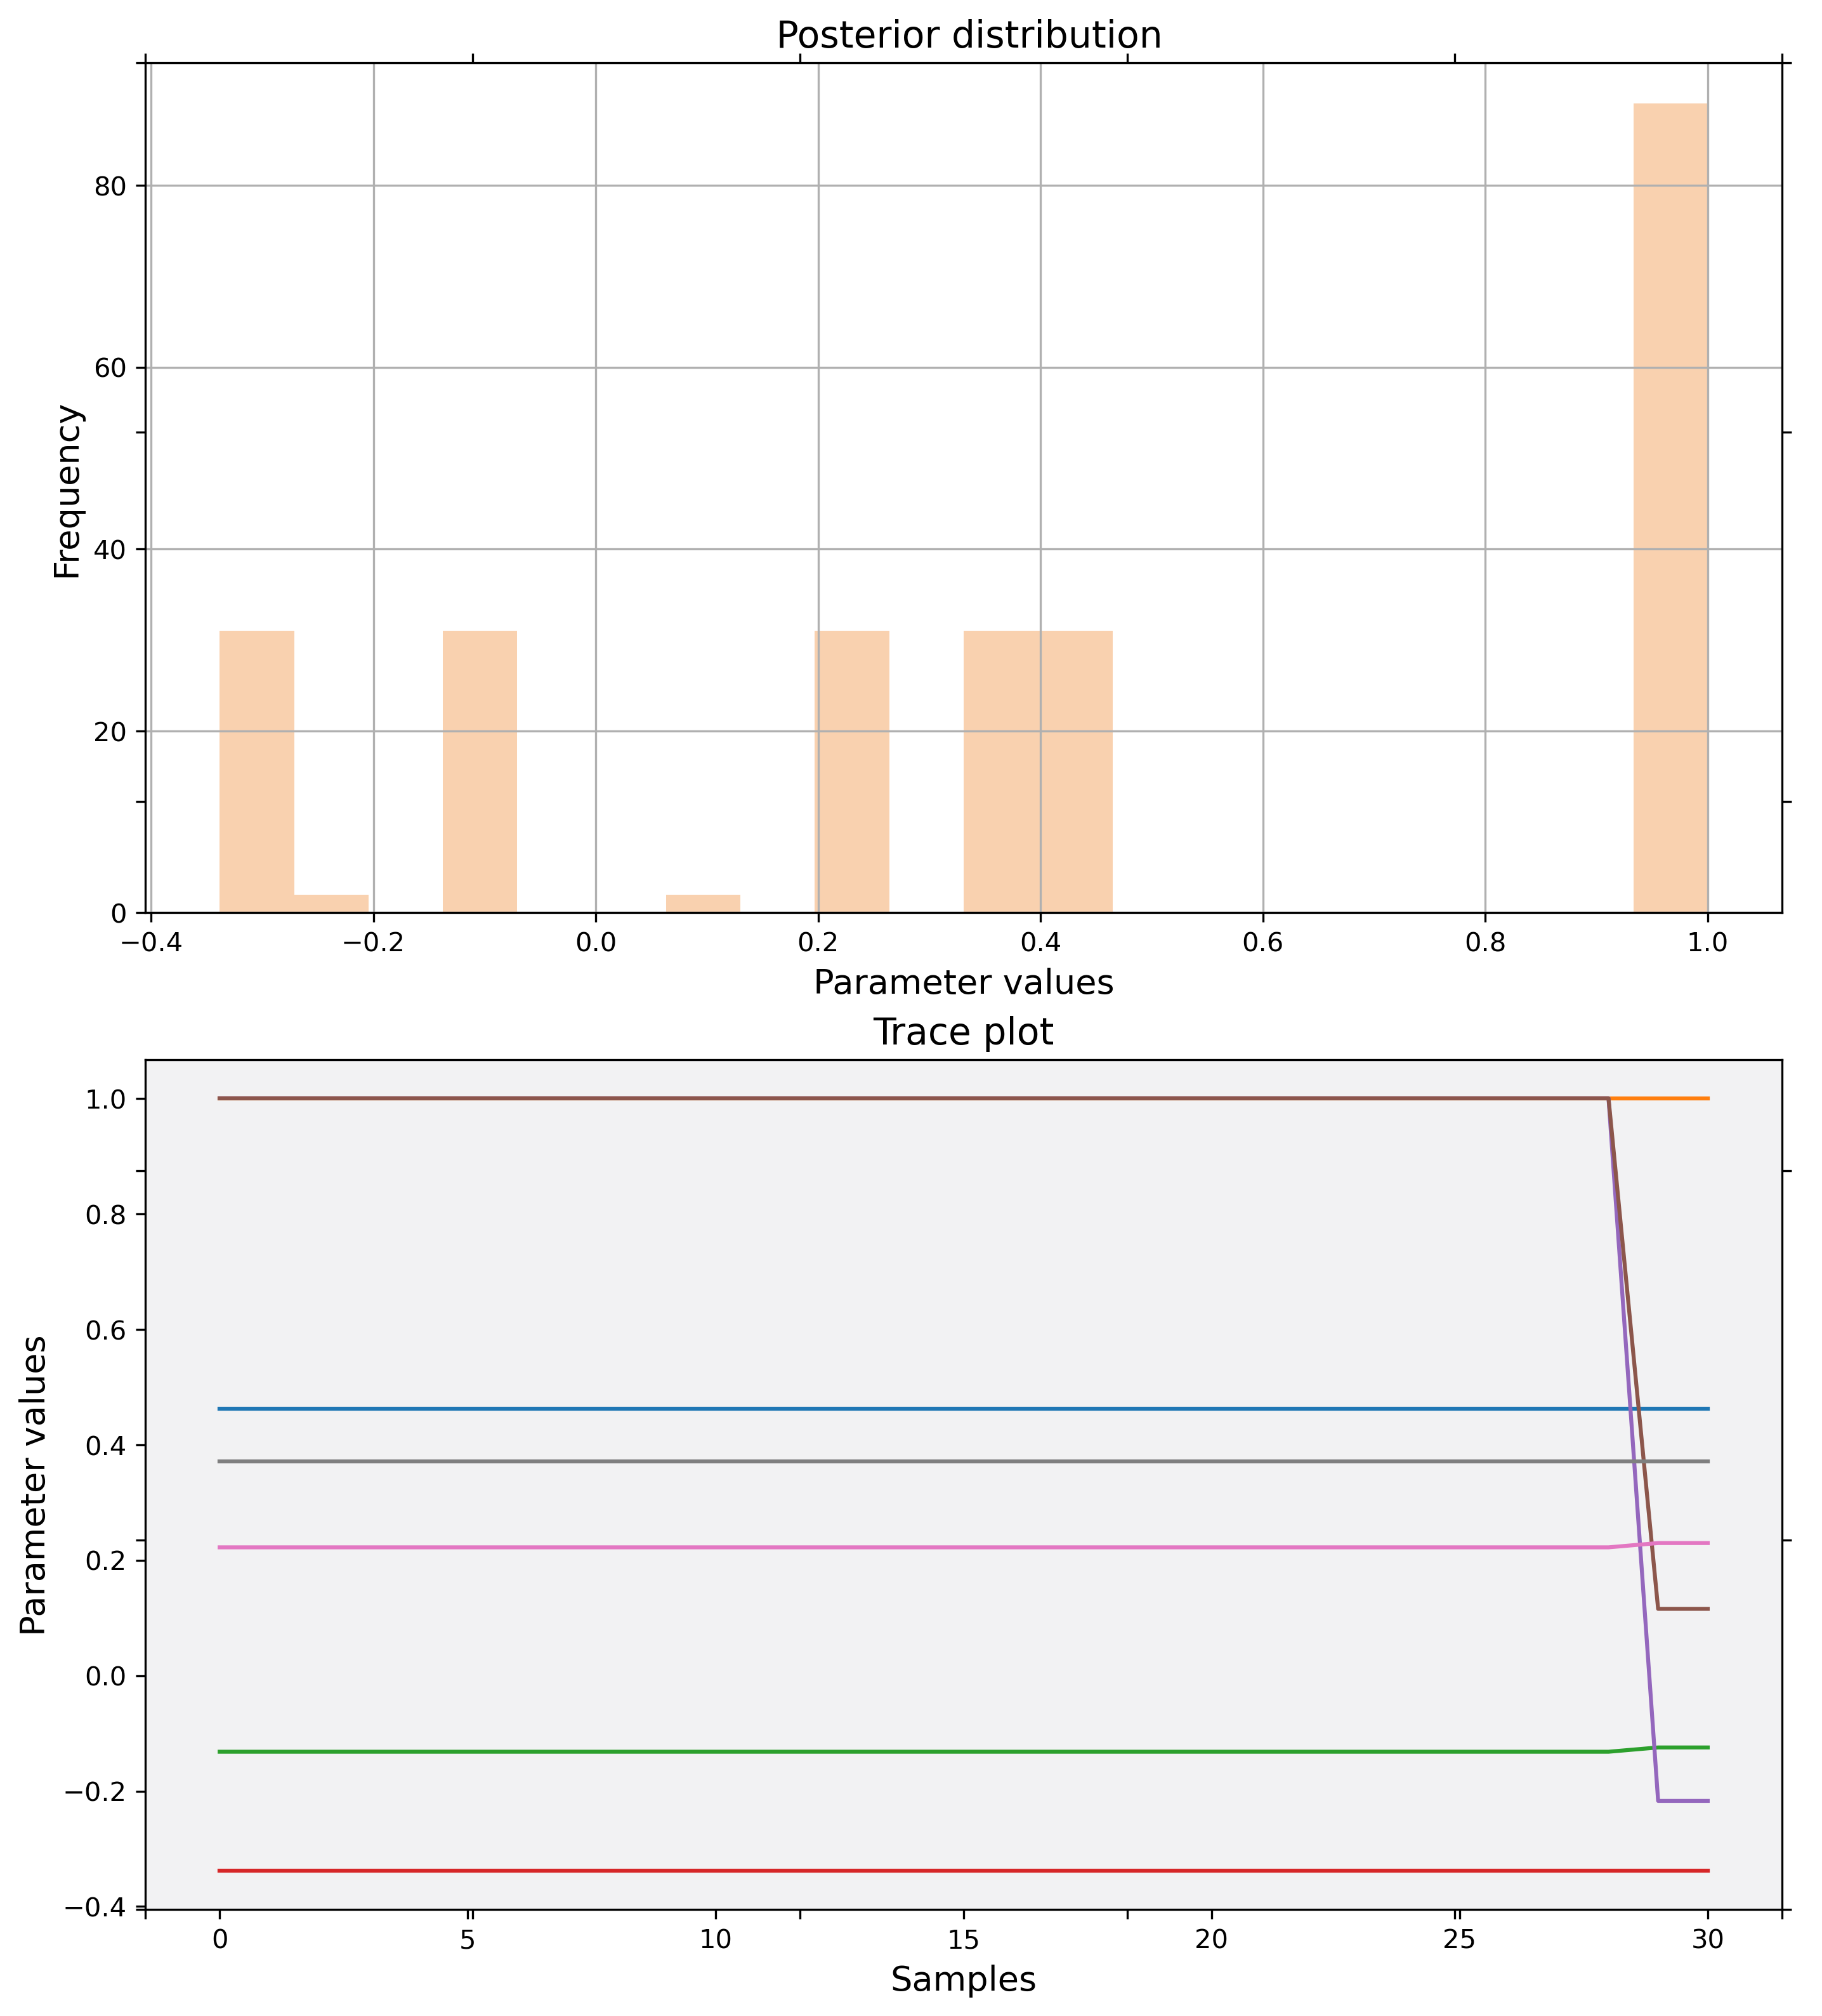 Posterior distribution
80
60
40
20
0
Frequency
−0.4 −0.2 0.0 0.2 0.4 0.6 0.8 1.0
Parameter values
Trace plot
1.0
0.8
0.6
0.4
0.2
0.0
−0.2
−0.4
Parameter values
0 5 10 15 20 25 30
Samples